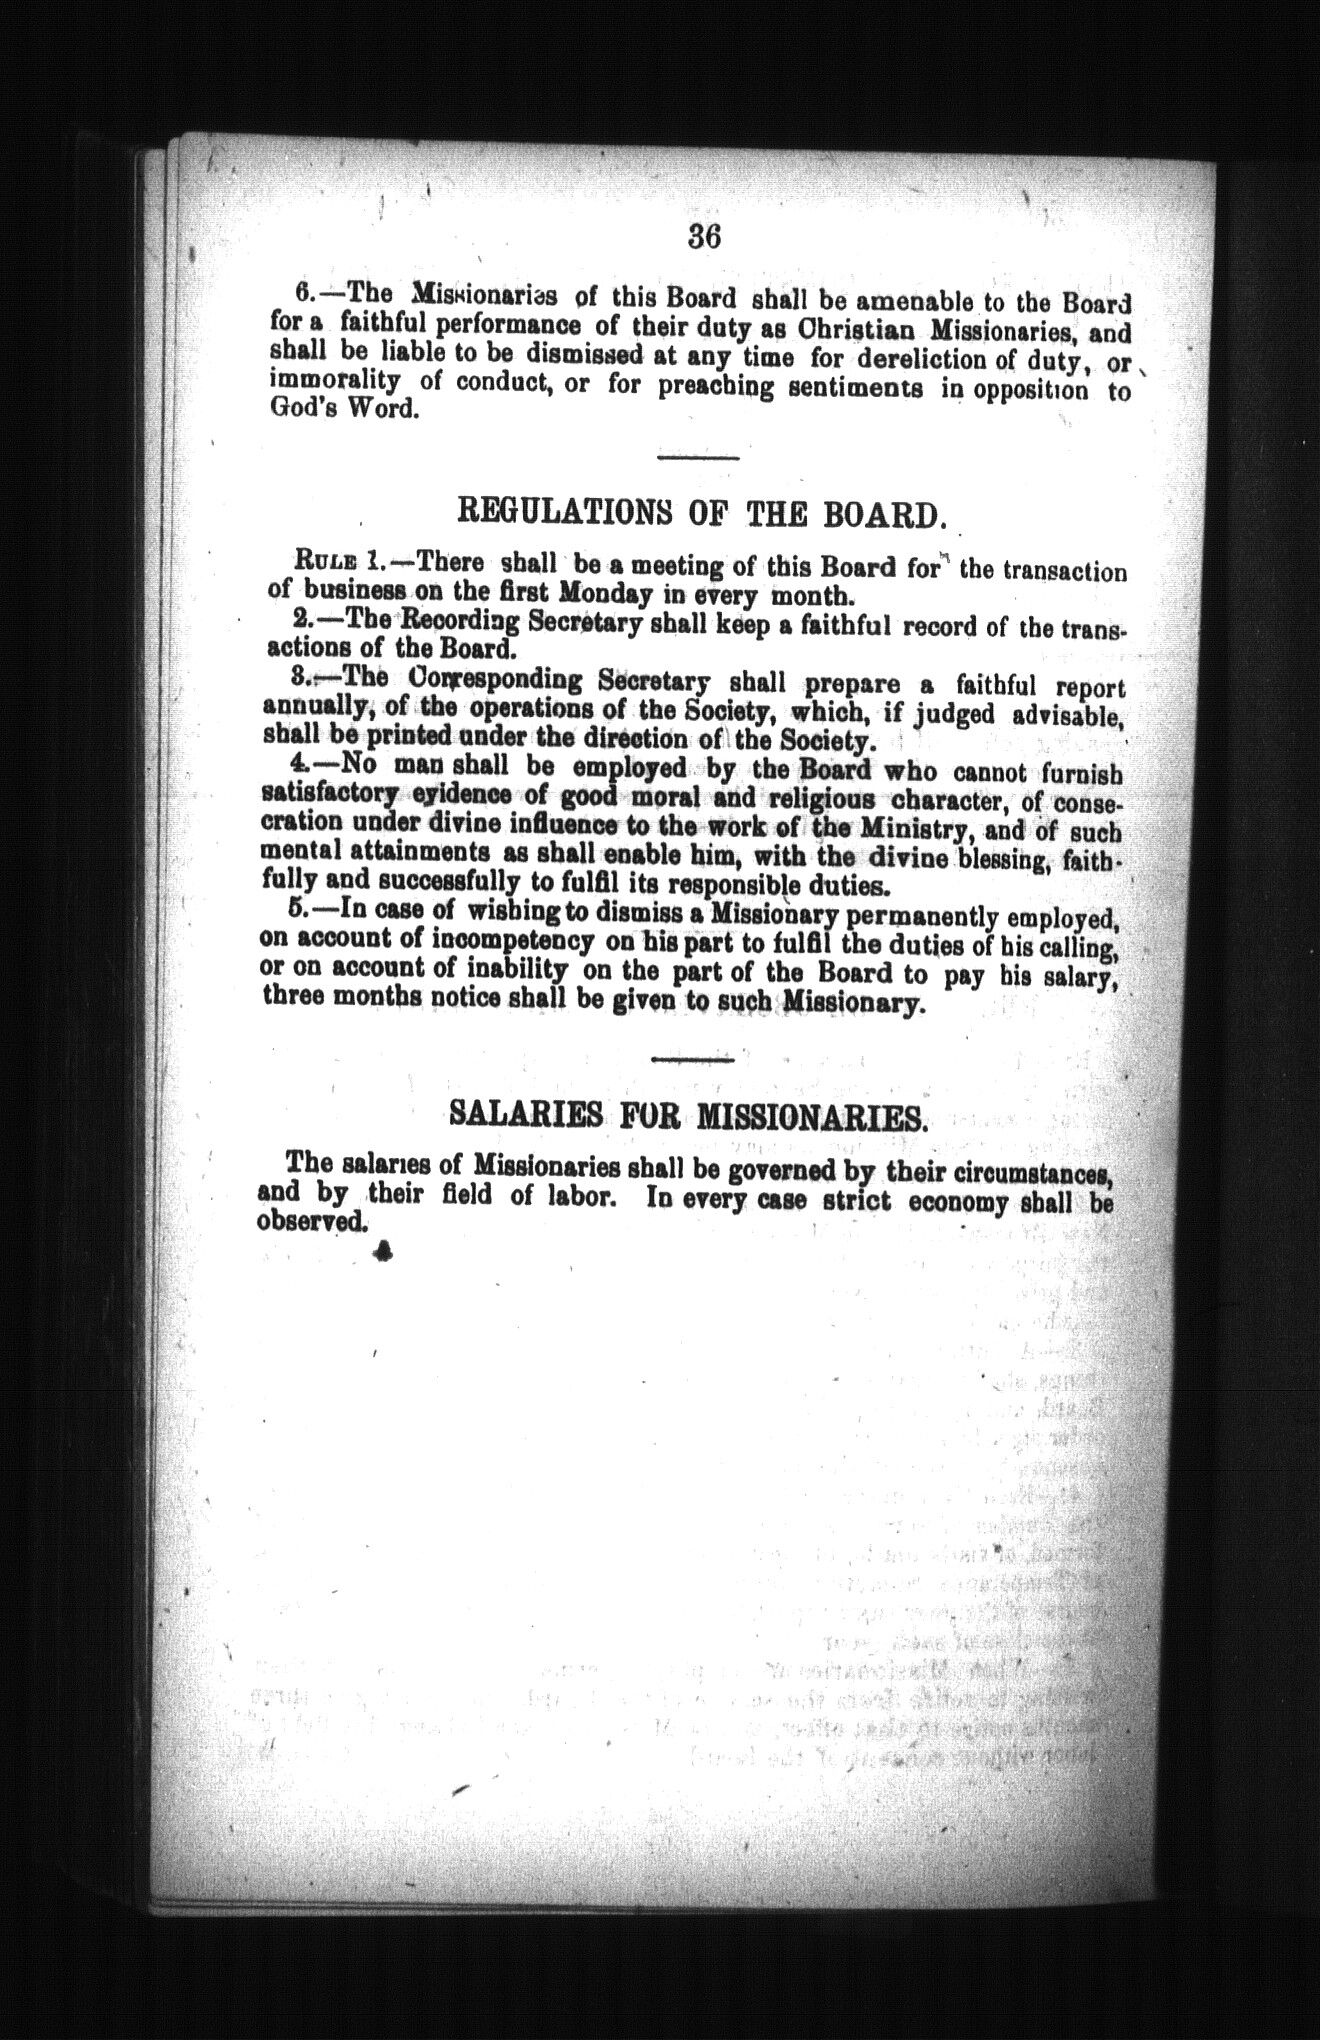 36
6.—The Missionaries of this Board shall be amenable to the Board
for a faithful performance of their duty as Christian Missionaries, and
shall be liable to be dismissed at any time for dereliction of duty, or
immorality of conduct, or for preaching sentiments in opposition to
God's Word.
REGULATIONS OF THE BOARD.
RULE 1.—There shall be a meeting of this Board for the transaction
of business on the first Monday in every month.
2.—The Recording Secretary shall keep a faithful record of the trans-
actions of the Board.
3.—The Corresponding Secretary shall prepare a faithful report
annually, of the operations of the Society, which, if judged advisable,
shall be printed under the direction of the Society.
4.—No man shall be employed by the Board who cannot furnish
satisfactory evidence of good moral and religious character, of conse-
cration under divine influence to the work of the Ministry, and of such
mental attainments as shall enable him, with the divine blessing, faith-
fully and successfully to fulfil its responsible duties.
5.—In case of wishing to dismiss a Missionary permanently employed,
on account of incompetency on his part to fulfil the duties of his calling,
or on account of inability on the part of the Board to pay his salary,
three months notice shall be given to such Missionary.
SALARIES FOR MISSIONARIES.
The salaries of Missionaries shall be governed by their circumstances,
and by their field of labor. In every case strict economy shall be
observed.